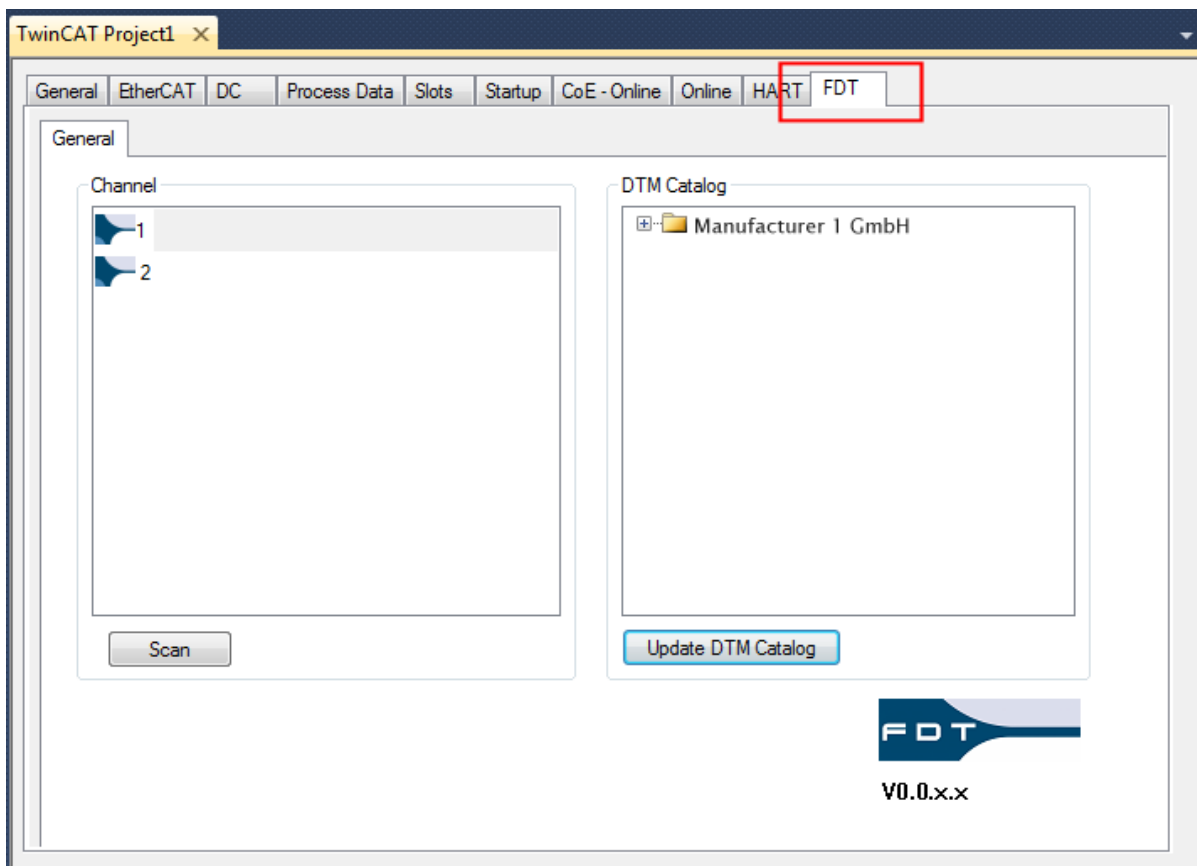 TwinCAT Project1
General EtherCAT DC Process Data Slots Startup CoE - Online Online HART FDT
General
Channel
1
2
Scan
DTM Catalog
Manufacturer 1 GmbH
Update DTM Catalog
FDT
V0.0.x.x